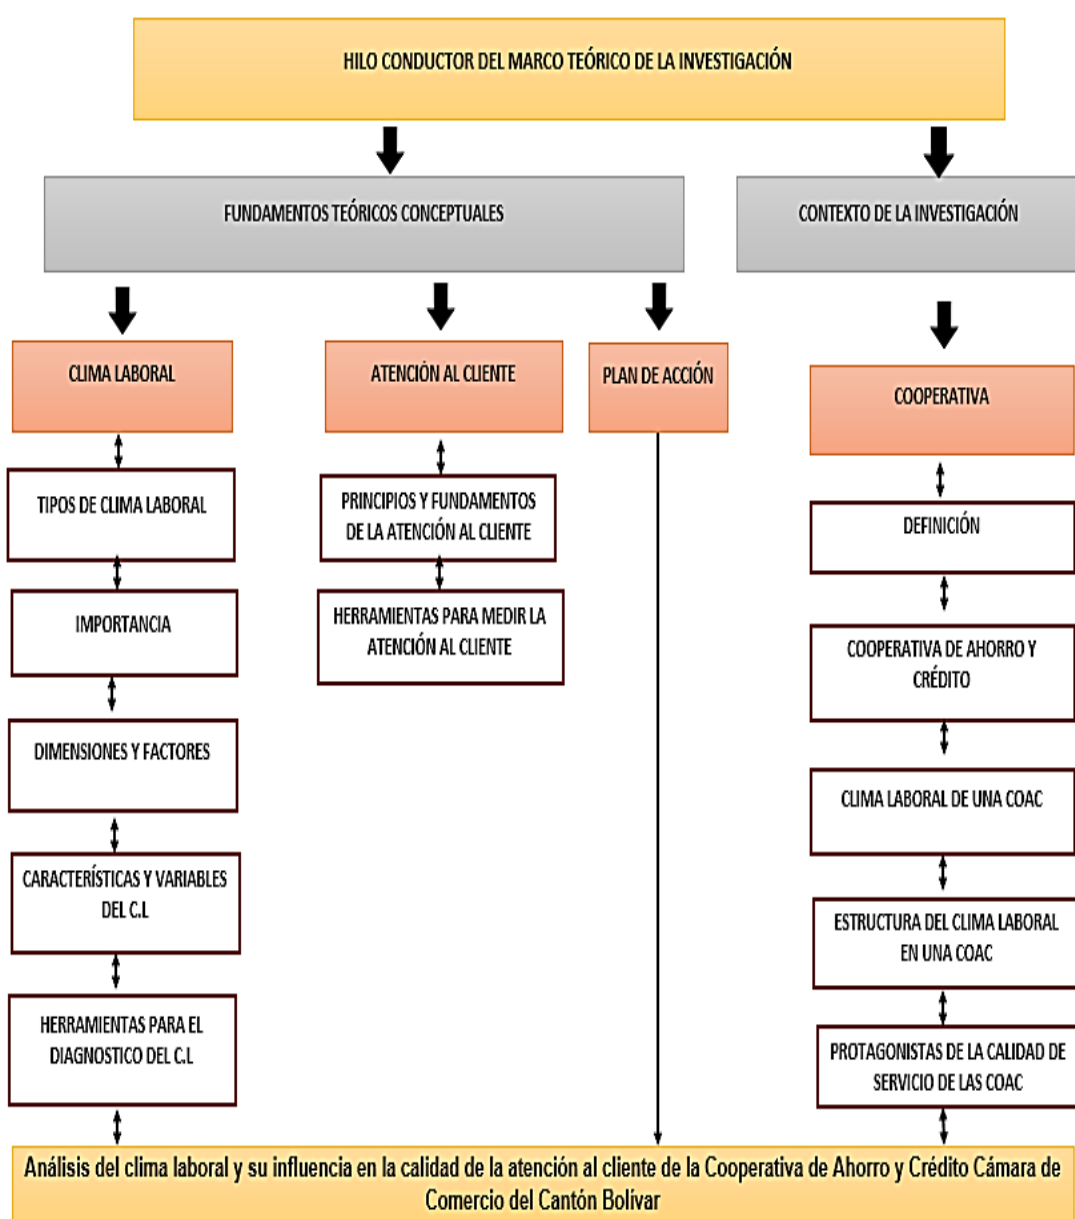 HILO CONDUCTOR DEL MARCO TEÓRICO DE LA INVESTIGACIÓN
FUNDAMENTOS TEÓRICOS CONCEPTUALES
CONTEXTO DE LA INVESTIGACIÓN
CLIMA LABORAL
ATENCIÓN AL CLIENTE
PLAN DE ACCIÓN
COOPERATIVA
TIPOS DE CLIMA LABORAL
IMPORTANCIA
DIMENSIONES Y FACTORES
CARACTERÍSTICAS Y VARIABLES
DEL C.L
HERRAMIENTAS PARA EL
DIAGNOSTICO DEL C.L
PRINCIPIOS Y FUNDAMENTOS
DE LA ATENCIÓN AL CLIENTE
HERRAMIENTAS PARA MEDIR LA
ATENCIÓN AL CLIENTE
DEFINICIÓN
COOPERATIVA DE AHORRO Y
CRÉDITO
CLIMA LABORAL DE UNA COAC
ESTRUCTURA DEL CLIMA LABORAL
EN UNA COAC
PROTAGONISTAS DE LA CALIDAD DE
SERVICIO DE LAS COAC
Análisis del clima laboral y su influencia en la calidad de la atención al cliente de la Cooperativa de Ahorro y Crédito Cámara de
Comercio del Cantón Bolívar